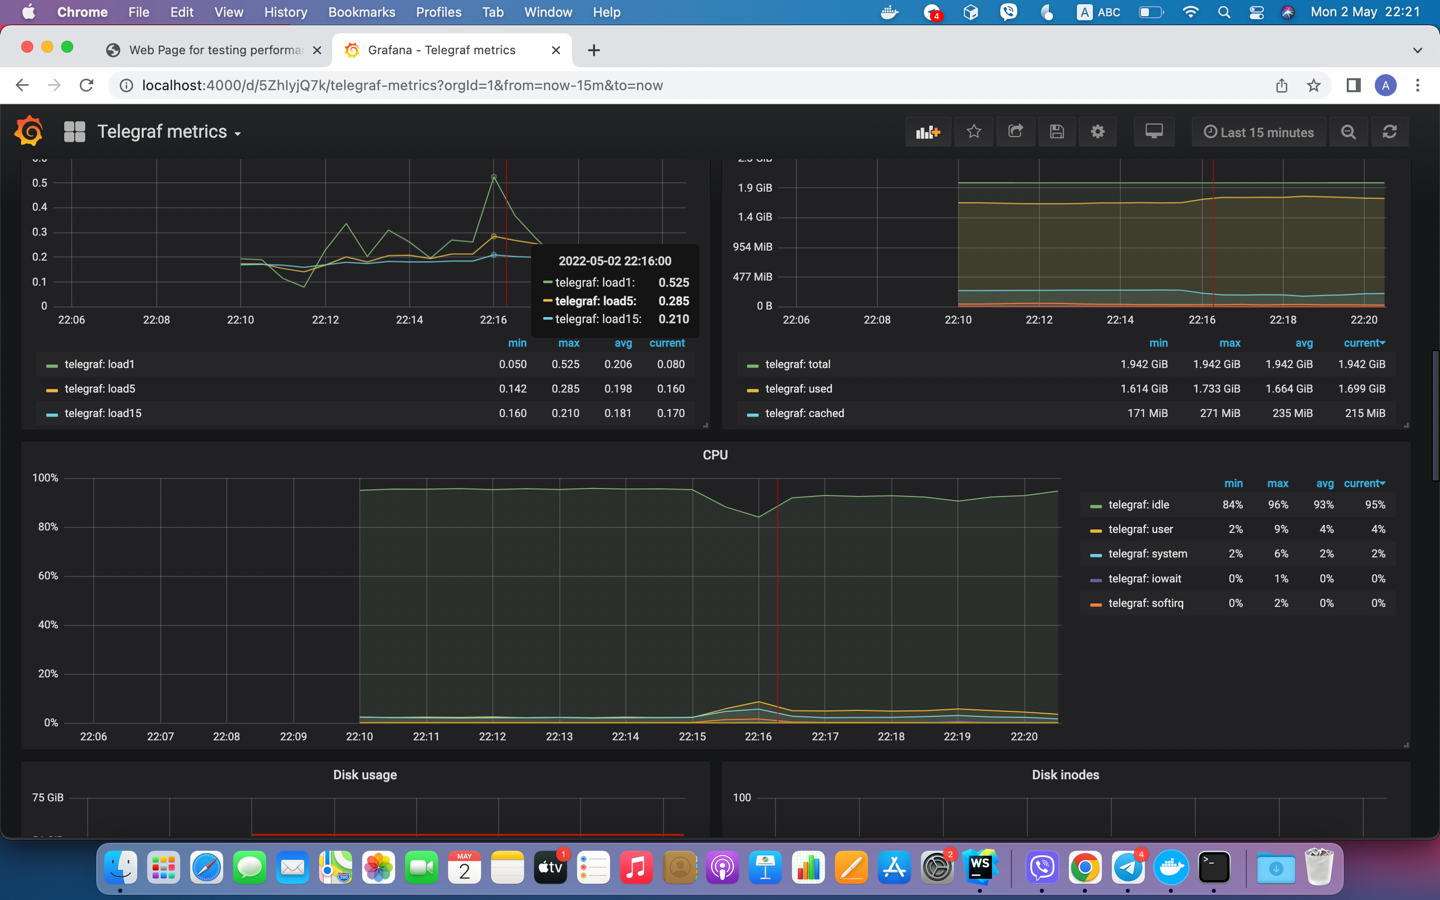 Chrome File Edit View History Bookmarks Profiles Tab Window Help 4 A ABC Mon 2 May 22:21
Web Page for testing performa
Grafana - Telegraf metrics
localhost:4000/d/5ZhIyjQ7k/telegraf-metrics?orgId=1&from=now-15m&to=now
A
Telegraf metrics
Last 15 minutes
0.5
0.4
0.3
0.2
0.1
0
22:06 22:08 22:10 22:12 22:14 22:16
2022-05-02 22:16:00
telegraf: load1: 0.525
telegraf: load5: 0.285
telegraf: load15: 0.210
min max avg current
telegraf: load1 0.050 0.525 0.206 0.080
telegraf: load5 0.142 0.285 0.198 0.160
telegraf: load15 0.160 0.210 0.181 0.170
1.9 GiB
1.4 GiB
954 MiB
477 MiB
0 B
22:06 22:08 22:10 22:12 22:14 22:16 22:18 22:20
min max avg current
telegraf: total 1.942 GiB 1.942 GiB 1.942 GiB 1.942 GiB
telegraf: used 1.614 GiB 1.733 GiB 1.664 GiB 1.699 GiB
telegraf: cached 171 MiB 271 MiB 235 MiB 215 MiB
CPU
100%
80%
60%
40%
20%
0%
22:06 22:07 22:08 22:09 22:10 22:11 22:12 22:13 22:14 22:15 22:16 22:17 22:18 22:19 22:20
min max avg current
telegraf: idle 84% 96% 93% 95%
telegraf: user 2% 9% 4% 4%
telegraf: system 2% 6% 2% 2%
telegraf: iowait 0% 1% 0% 0%
telegraf: softirq 0% 2% 0% 0%
Disk usage
75 GiB
Disk inodes
100
MAY
2
tv
1
2
WS
4
>_